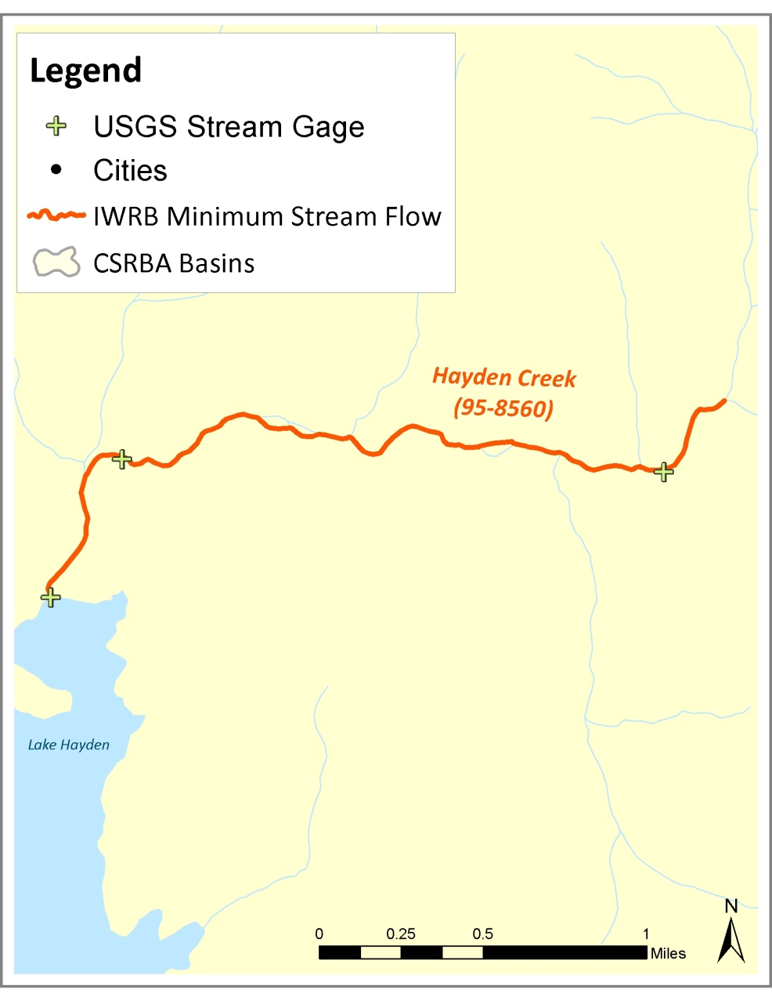 Legend
USGS Stream Gage
Cities
IWRB Minimum Stream Flow
CSRBA Basins
Hayden Creek
(95-8560)
Lake Hayden
N
0 0.25 0.5 1
Miles